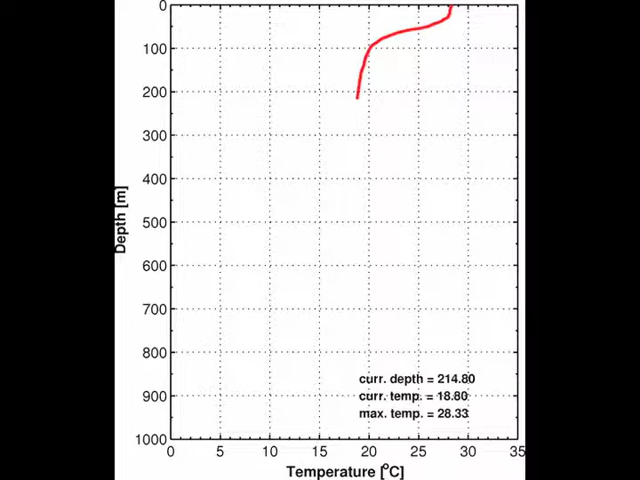 0
100
200
300
400
500
600
700
800
900
1000
Depth [m]
curr. depth = 214.80
curr. temp. = 18.80
max. temp. = 28.33
0 5 10 15 20 25 30 35
Temperature [°C]